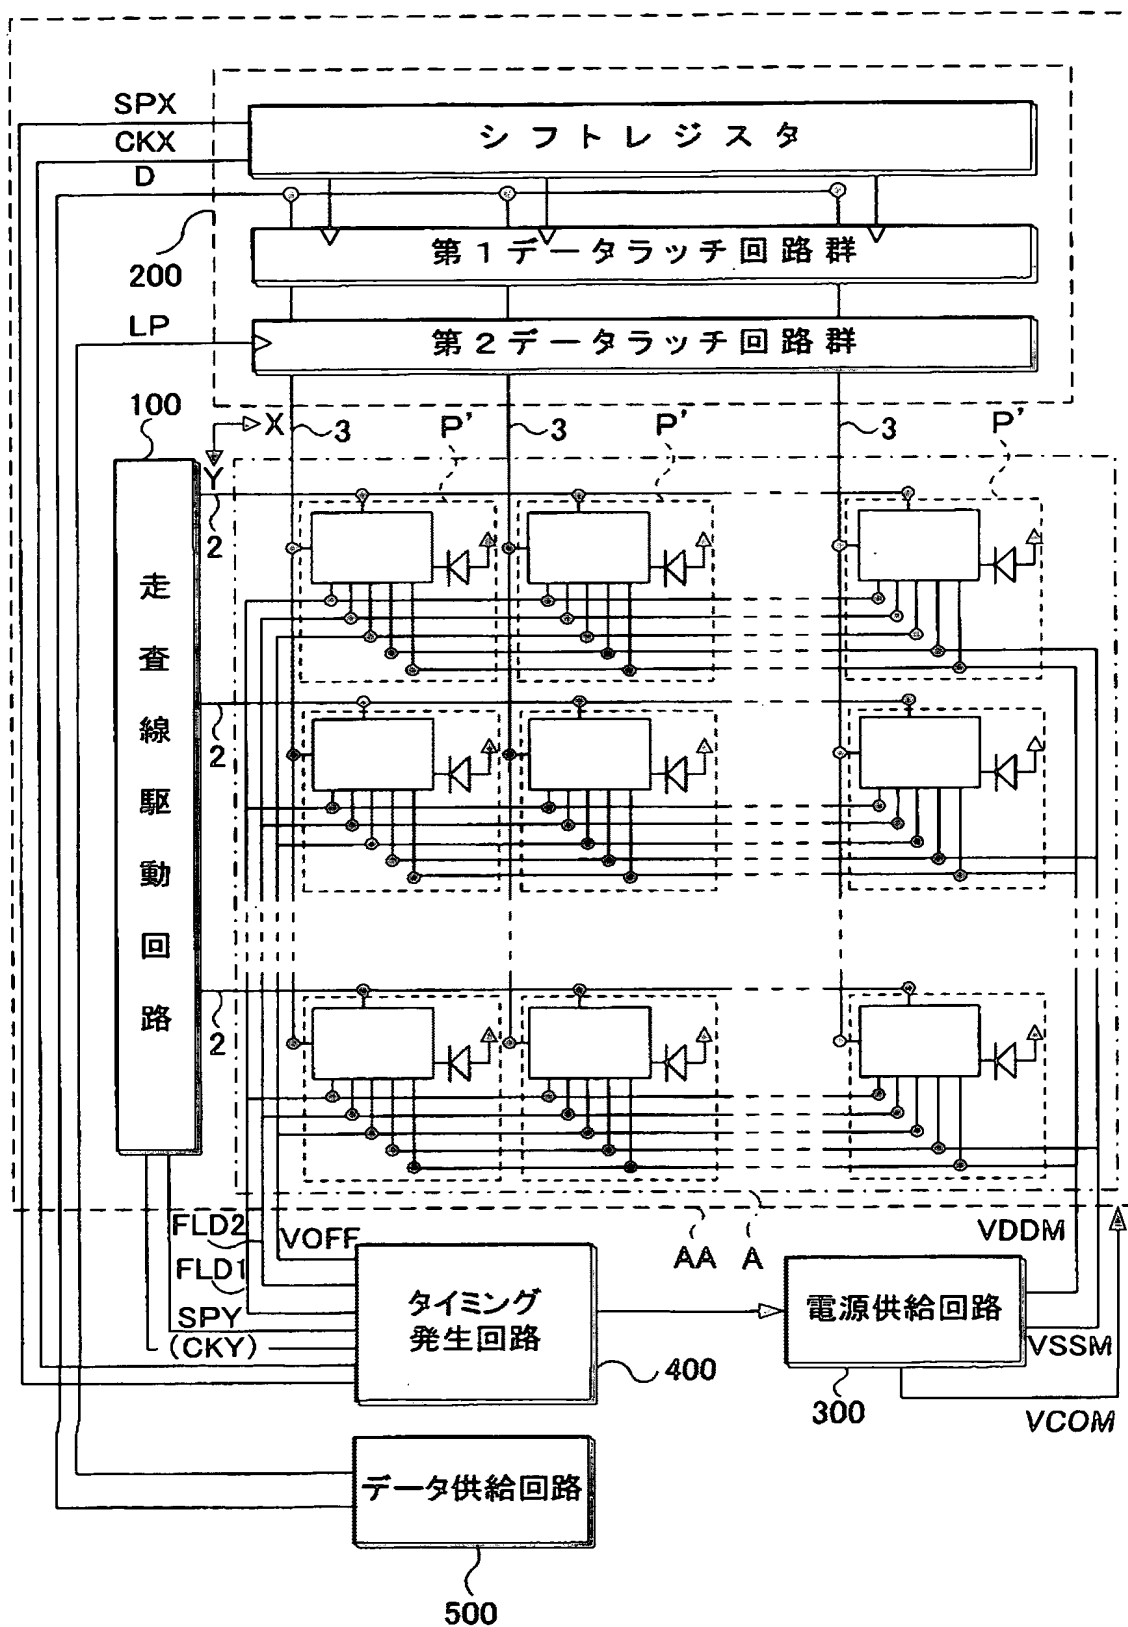 SPX
シフトレジスタ
CKX
D
第1データラッチ回路群
200
LP
第2データラッチ回路群
100
X
3
P'
3
P'
3
P'
Y
2
走査線駆動回路
2
2
FLD2
VOFF
AA
A
VDDM
FLD1
タイミング
発生回路
電源供給回路
SPY
(CKY)
VSSM
400
300
VCOM
データ供給回路
500